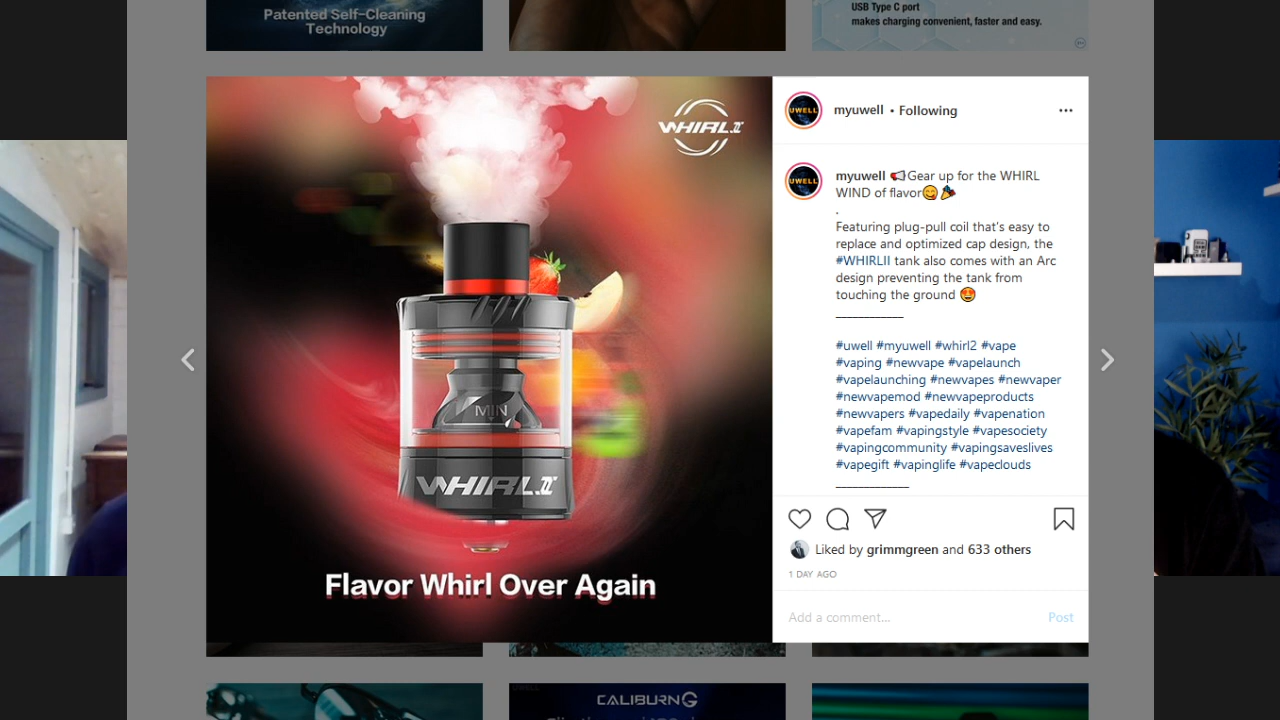 Patented Self-Cleaning
Technology
USB Type C port
makes charging convenient, faster and easy.
WHIRL II
MIN
WHIRL II
Flavor Whirl Over Again
UWELL
myuwell • Following
UWELL
myuwell 📢Gear up for the WHIRL
WIND of flavor😋🎉
.
Featuring plug-pull coil that's easy to
replace and optimized cap design, the
#WHIRLII tank also comes with an Arc
design preventing the tank from
touching the ground 🤩
____________
#uwell #myuwell #whirl2 #vape
#vaping #newvape #vapelaunch
#vapelaunching #newvapes #newvaper
#newvapemod #newvapeproducts
#newvapers #vapedaily #vapenation
#vapefam #vapingstyle #vapesociety
#vapingcommunity #vapingsaveslives
#vapegift #vapinglife #vapeclouds
_____________
Liked by grimmgreen and 633 others
1 DAY AGO
Add a comment...
Post
CALIBURN G